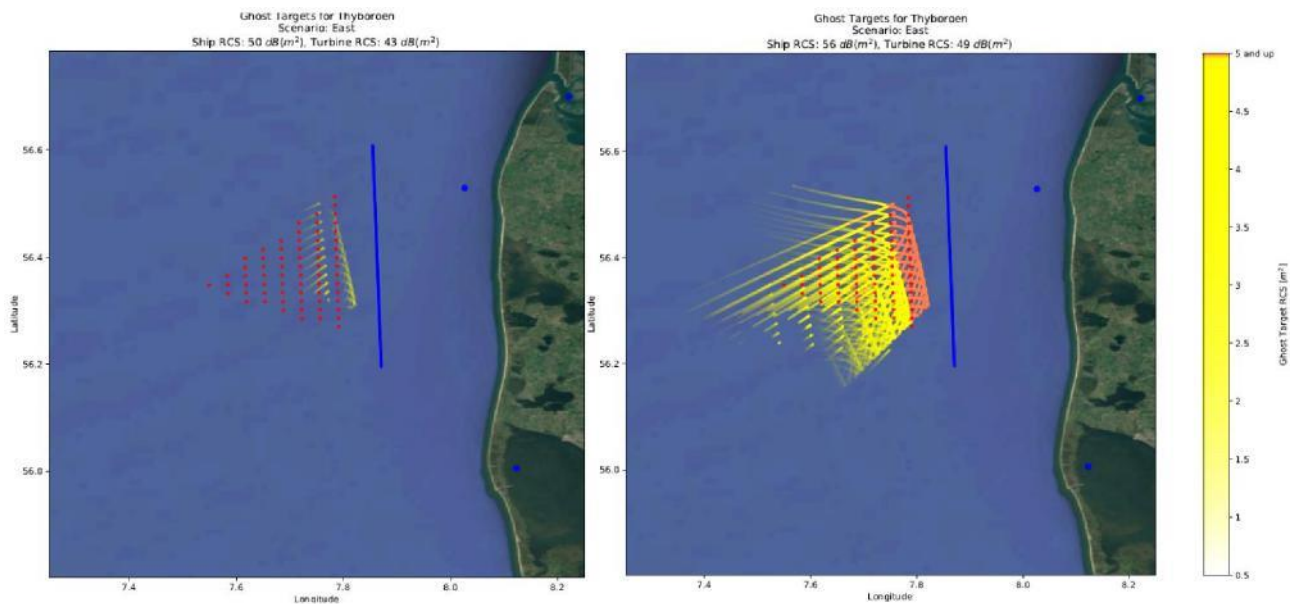 Ghost Targets for Thyboroen
Scenario: East
Ship RCS: 50 dB(m²), Turbine RCS: 43 dB(m²)
56.6
56.4
56.2
56.0
Latitude
7.4
7.6
7.8
8.0
8.2
Longitude
Ghost Targets for Thyboroen
Scenario: East
Ship RCS: 56 dB(m²), Turbine RCS: 49 dB(m²)
56.6
56.4
56.2
56.0
Latitude
7.4
7.6
7.8
8.0
8.2
Longitude
5 and up
4.5
4
3.5
3
2.5
2
1.5
1
0.5
Ghost Target RCS [m²]